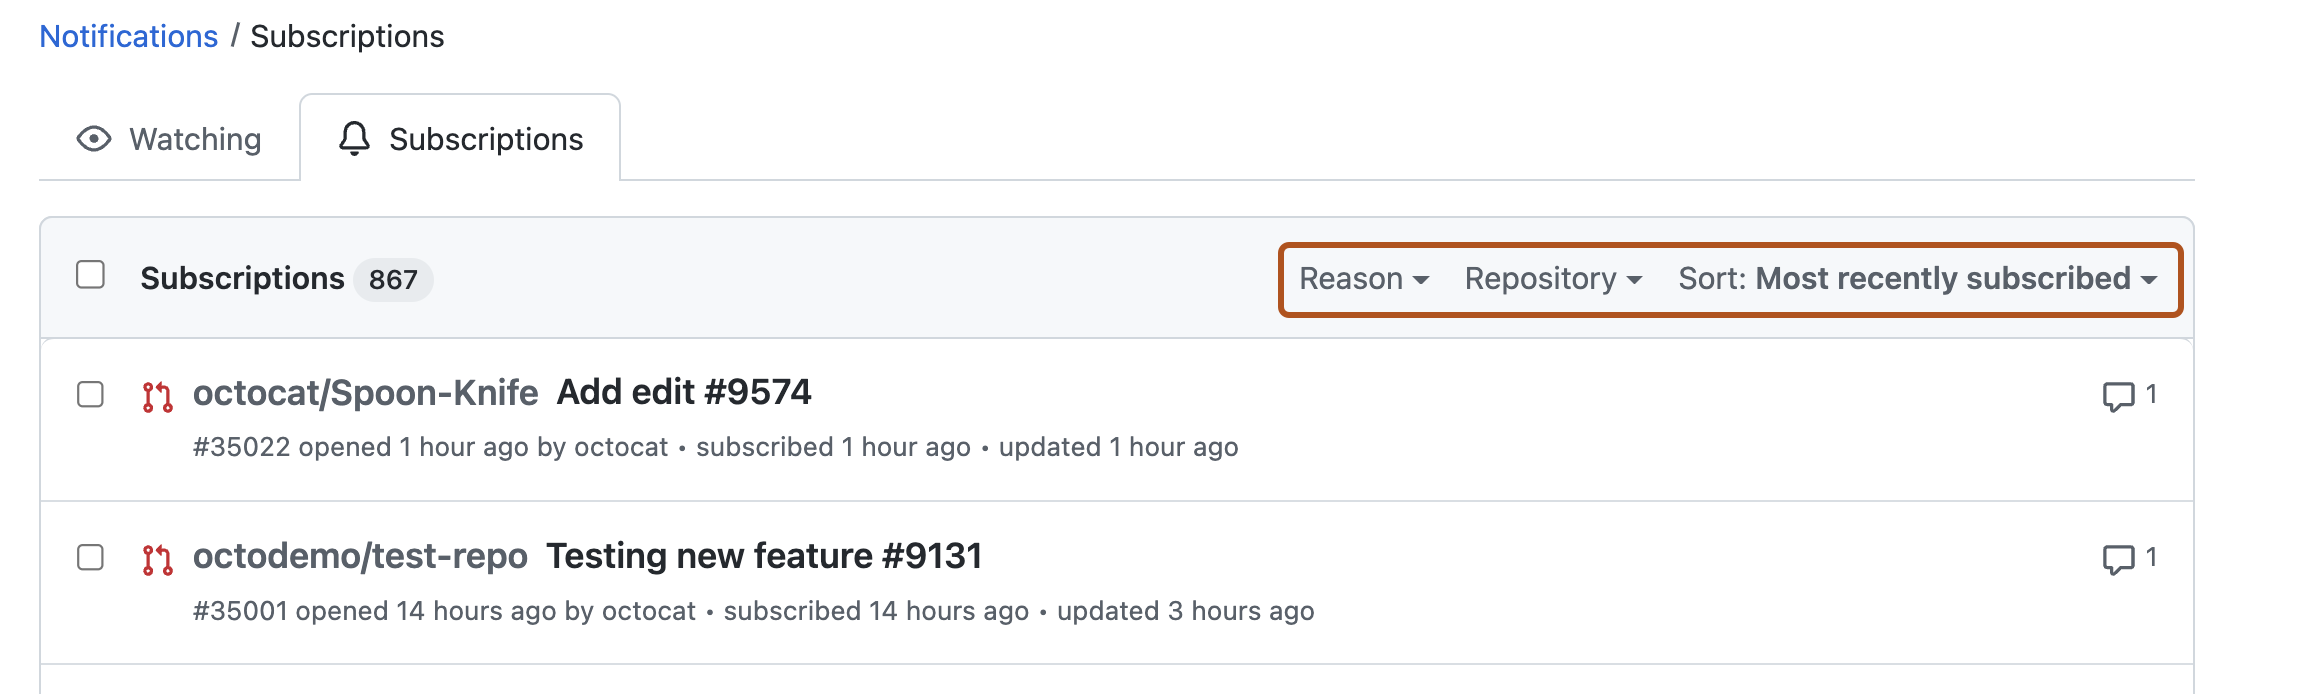 Notifications / Subscriptions
Watching
Subscriptions
Subscriptions 867
Reason Repository Sort: Most recently subscribed
octocat/Spoon-Knife Add edit #9574
1
#35022 opened 1 hour ago by octocat • subscribed 1 hour ago • updated 1 hour ago
octodemo/test-repo Testing new feature #9131
1
#35001 opened 14 hours ago by octocat • subscribed 14 hours ago • updated 3 hours ago